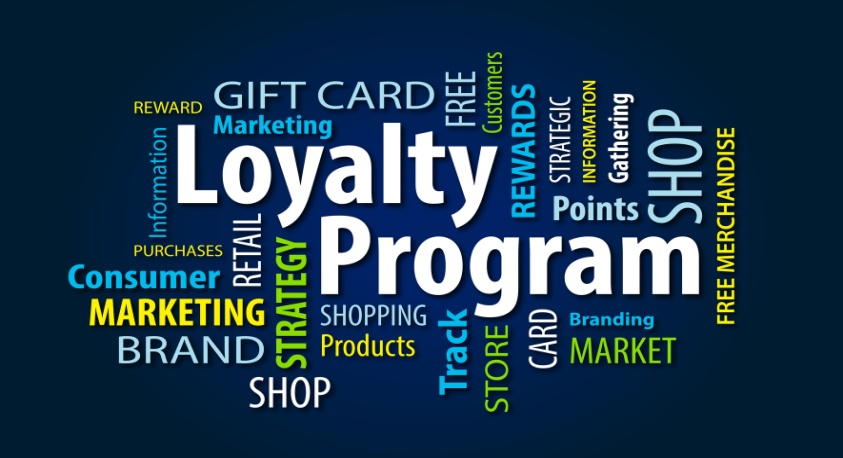 GIFT CARD
REWARD
Marketing
Loyalty
Program
FREE
Customers
REWARDS
STRATEGIC
INFORMATION
Gathering
SHOP
FREE MERCHANDISE
Points
Information
RETAIL
PURCHASES
Consumer
STRATEGY
MARKETING
BRAND
SHOP
SHOPPING
Products
Track
STORE
CARD
Branding
MARKET